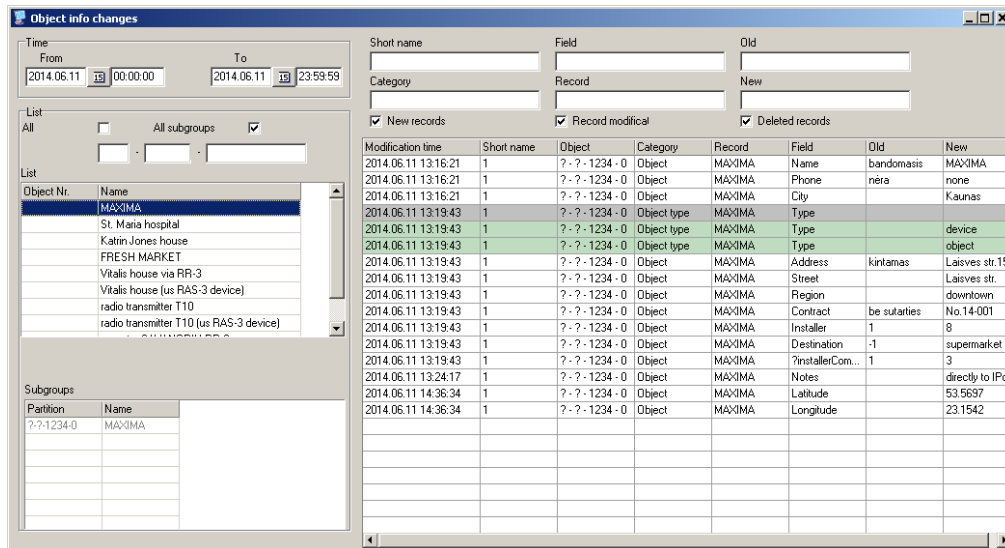 Object info changes
Time
From To
2014.06.11 15 00:00:00 2014.06.11 15 23:59:59
List
All All subgroups
- -
List
Object Nr. Name
MAXIMA
St. Maria hospital
Katrin Jones house
FRESH MARKET
Vitalis house via RR-3
Vitalis house (us RAS-3 device)
radio transmitter T10
radio transmitter T10 (us RAS-3 device)
Subgroups
Partition Name
?-?-1234-0 MAXIMA
Short name Field Old
Category Record New
New records Record modifical Deleted records
Modification time Short name Object Category Record Field Old New
2014.06.11 13:16:21 1 ? - ? - 1234 - 0 Object MAXIMA Name bandomasis MAXIMA
2014.06.11 13:16:21 1 ? - ? - 1234 - 0 Object MAXIMA Phone nėra none
2014.06.11 13:16:21 1 ? - ? - 1234 - 0 Object MAXIMA City Kaunas
2014.06.11 13:19:43 1 ? - ? - 1234 - 0 Object type MAXIMA Type
2014.06.11 13:19:43 1 ? - ? - 1234 - 0 Object type MAXIMA Type device
2014.06.11 13:19:43 1 ? - ? - 1234 - 0 Object type MAXIMA Type object
2014.06.11 13:19:43 1 ? - ? - 1234 - 0 Object MAXIMA Address kintamas Laisves str.15
2014.06.11 13:19:43 1 ? - ? - 1234 - 0 Object MAXIMA Street Laisves str.
2014.06.11 13:19:43 1 ? - ? - 1234 - 0 Object MAXIMA Region downtown
2014.06.11 13:19:43 1 ? - ? - 1234 - 0 Object MAXIMA Contract be sutarties No.14-001
2014.06.11 13:19:43 1 ? - ? - 1234 - 0 Object MAXIMA Installer 1 8
2014.06.11 13:19:43 1 ? - ? - 1234 - 0 Object MAXIMA Destination -1 supermarket
2014.06.11 13:19:43 1 ? - ? - 1234 - 0 Object MAXIMA ?installerCom... 1 3
2014.06.11 13:24:17 1 ? - ? - 1234 - 0 Object MAXIMA Notes directly to IPc
2014.06.11 14:36:34 1 ? - ? - 1234 - 0 Object MAXIMA Latitude 53.5697
2014.06.11 14:36:34 1 ? - ? - 1234 - 0 Object MAXIMA Longitude 23.1542